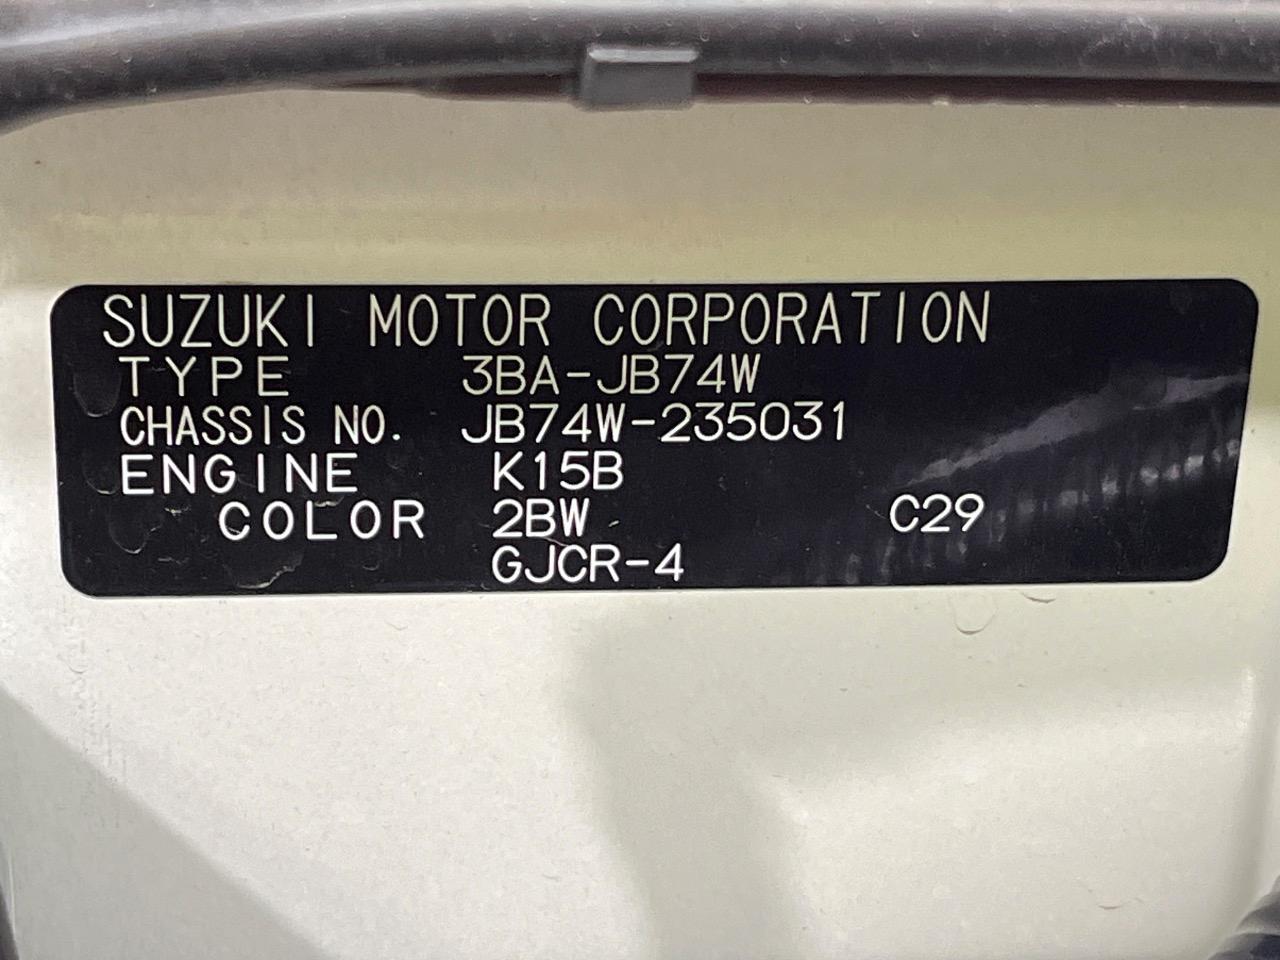 SUZUKI MOTOR CORPORATION
TYPE 3BA-JB74W
CHASSIS NO. JB74W-235031
ENGINE K15B
COLOR 2BW C29
GJCR-4